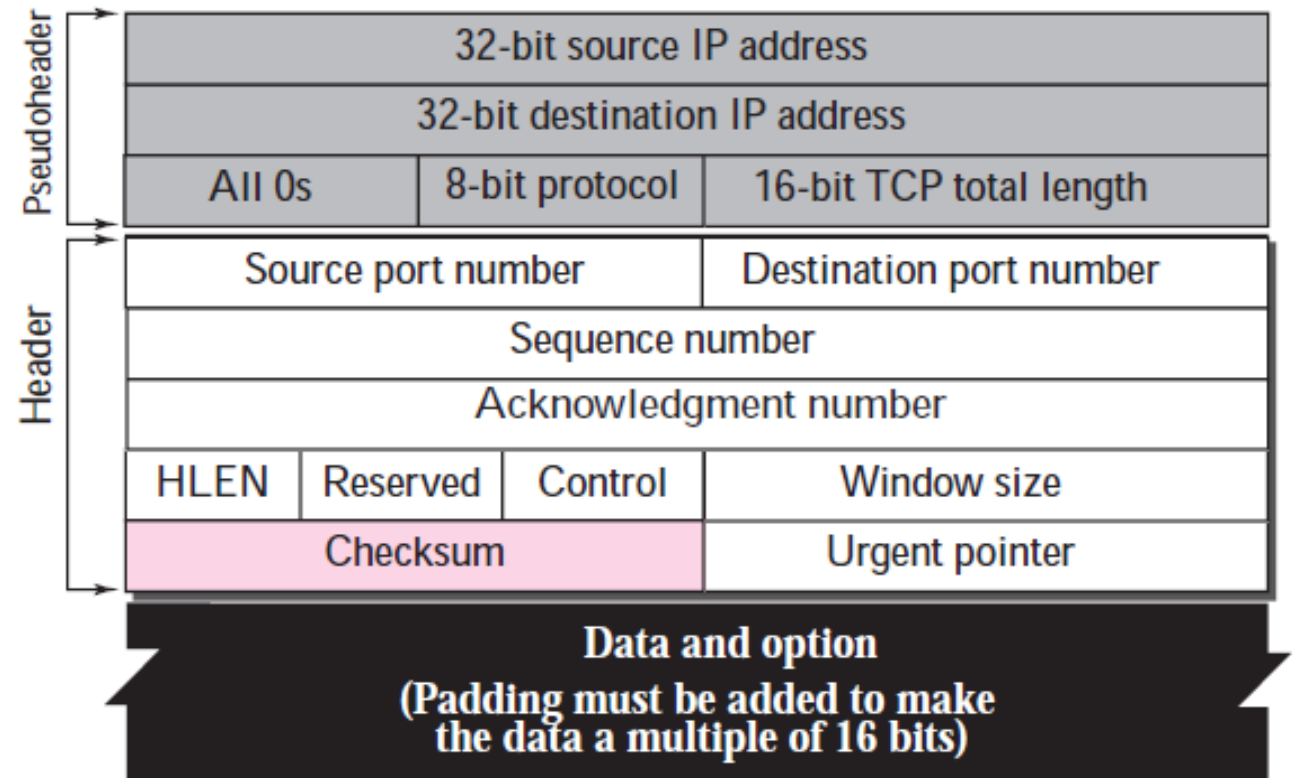 Pseudoheader
32-bit source IP address
32-bit destination IP address
All 0s
8-bit protocol
16-bit TCP total length
Header
Source port number
Destination port number
Sequence number
Acknowledgment number
HLEN
Reserved
Control
Window size
Checksum
Urgent pointer
Data and option
(Padding must be added to make
the data a multiple of 16 bits)